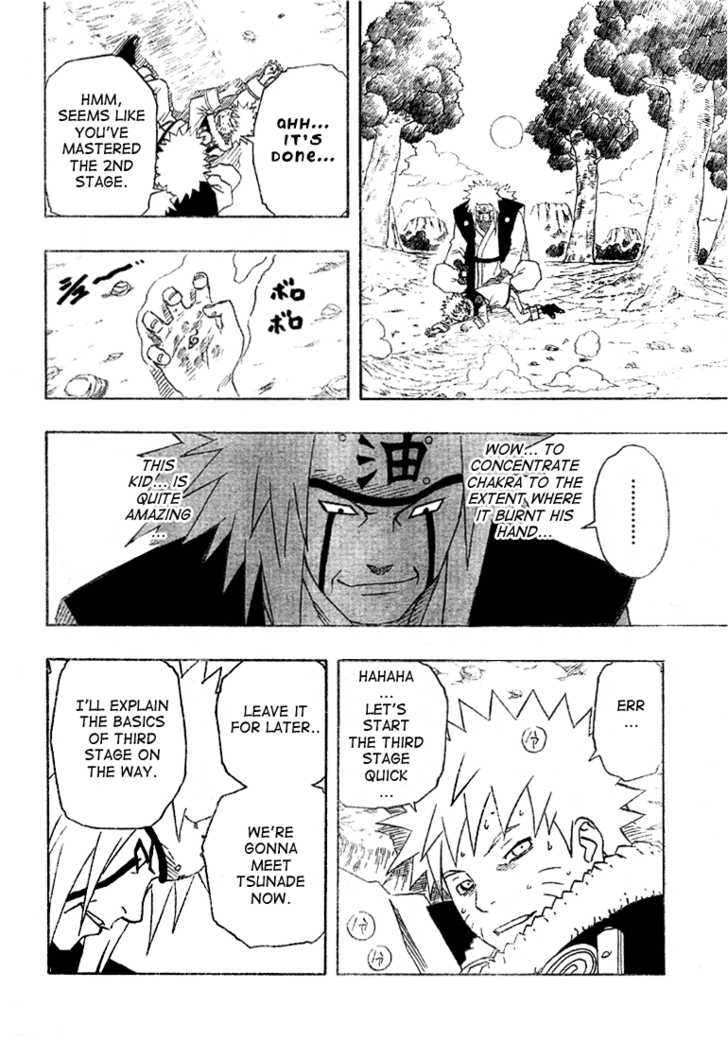 aHH...
IT'S
Done...
HMM,
SEEMS LIKE
YOU'VE
MASTERED
THE 2ND
STAGE.
ボロ
ボロ
シュー
.........
WOW... TO
CONCENTRATE
CHAKRA TO THE
EXTENT WHERE
IT BURNT HIS
HAND...
油
THIS
KID... IS
QUITE
AMAZING
...
ERR
...
HAHAHA
...
LET'S
START
THE THIRD
STAGE
QUICK
...
LEAVE IT
FOR LATER..
WE'RE
GONNA
MEET
TSUNADE
NOW.
I'LL EXPLAIN
THE BASICS
OF THIRD
STAGE ON
THE WAY.